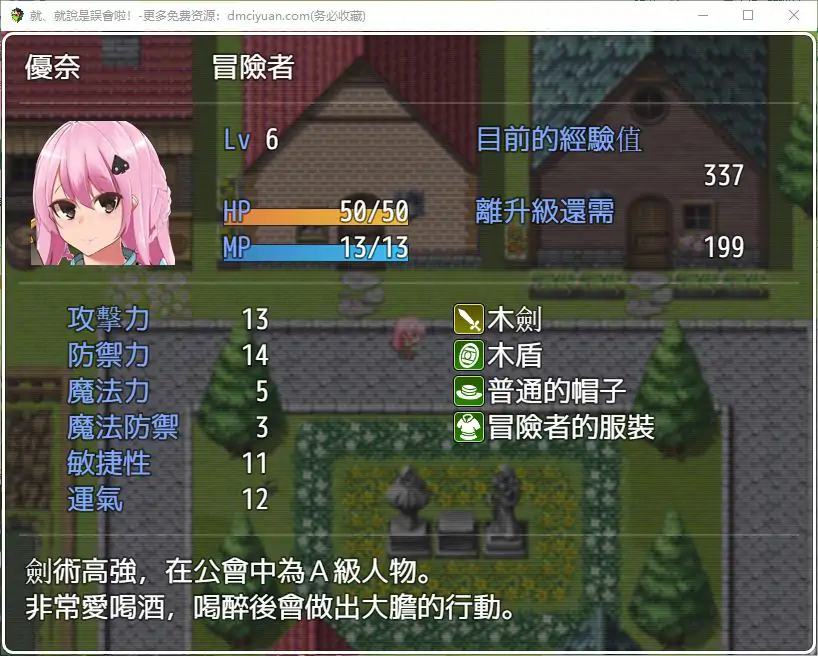 就、就說是誤會啦！-更多免费资源：dmciyuan.com(务必收藏)
優奈 冒險者
Lv 6 目前的經驗值
337
HP 50/50 離升級還需
MP 13/13 199
攻擊力 13 木劍
防禦力 14 木盾
魔法力 5 普通的帽子
魔法防禦 3 冒險者的服裝
敏捷性 11
運氣 12
劍術高強，在公會中為Ａ級人物。
非常愛喝酒，喝醉後會做出大膽的行動。